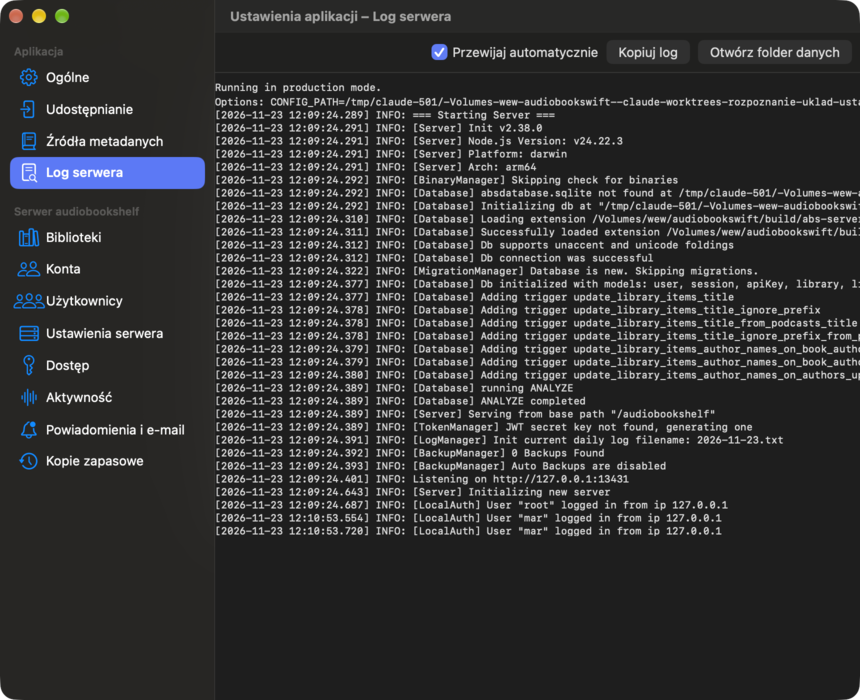 Ustawienia aplikacji – Log serwera
Aplikacja
Ogólne
Udostępnianie
Źródła metadanych
Log serwera
Serwer audiobookshelf
Biblioteki
Konta
Użytkownicy
Ustawienia serwera
Dostęp
Aktywność
Powiadomienia i e-mail
Kopie zapasowe
Przewijaj automatycznie
Kopiuj log
Otwórz folder danych
Running in production mode.
Options: CONFIG_PATH=/tmp/claude-501/-Volumes-wew-audiobookswift--claude-worktrees-rozpoznanie-uklad-usta
[2026-11-23 12:09:24.289] INFO: === Starting Server ===
[2026-11-23 12:09:24.291] INFO: [Server] Init v2.38.0
[2026-11-23 12:09:24.291] INFO: [Server] Node.js Version: v24.22.3
[2026-11-23 12:09:24.291] INFO: [Server] Platform: darwin
[2026-11-23 12:09:24.291] INFO: [Server] Arch: arm64
[2026-11-23 12:09:24.292] INFO: [BinaryManager] Skipping check for binaries
[2026-11-23 12:09:24.292] INFO: [Database] absdatabase.sqlite not found at /tmp/claude-501/-Volumes-wew-a
[2026-11-23 12:09:24.292] INFO: [Database] Initializing db at "/tmp/claude-501/-Volumes-wew-audiobookswif
[2026-11-23 12:09:24.310] INFO: [Database] Loading extension /Volumes/wew/audiobookswift/build/abs-server
[2026-11-23 12:09:24.311] INFO: [Database] Successfully loaded extension /Volumes/wew/audiobookswift/buil
[2026-11-23 12:09:24.312] INFO: [Database] Db supports unaccent and unicode foldings
[2026-11-23 12:09:24.312] INFO: [Database] Db connection was successful
[2026-11-23 12:09:24.322] INFO: [MigrationManager] Database is new. Skipping migrations.
[2026-11-23 12:09:24.377] INFO: [Database] Db initialized with models: user, session, apiKey, library, li
[2026-11-23 12:09:24.377] INFO: [Database] Adding trigger update_library_items_title
[2026-11-23 12:09:24.378] INFO: [Database] Adding trigger update_library_items_title_ignore_prefix
[2026-11-23 12:09:24.378] INFO: [Database] Adding trigger update_library_items_title_from_podcasts_title
[2026-11-23 12:09:24.378] INFO: [Database] Adding trigger update_library_items_title_ignore_prefix_from_p
[2026-11-23 12:09:24.379] INFO: [Database] Adding trigger update_library_items_author_names_on_book_autho
[2026-11-23 12:09:24.379] INFO: [Database] Adding trigger update_library_items_author_names_on_book_autho
[2026-11-23 12:09:24.380] INFO: [Database] Adding trigger update_library_items_author_names_on_authors_up
[2026-11-23 12:09:24.389] INFO: [Database] running ANALYZE
[2026-11-23 12:09:24.389] INFO: [Database] ANALYZE completed
[2026-11-23 12:09:24.389] INFO: [Server] Serving from base path "/audiobookshelf"
[2026-11-23 12:09:24.389] INFO: [TokenManager] JWT secret key not found, generating one
[2026-11-23 12:09:24.391] INFO: [LogManager] Init current daily log filename: 2026-11-23.txt
[2026-11-23 12:09:24.392] INFO: [BackupManager] 0 Backups Found
[2026-11-23 12:09:24.393] INFO: [BackupManager] Auto Backups are disabled
[2026-11-23 12:09:24.401] INFO: Listening on http://127.0.0.1:13431
[2026-11-23 12:09:24.643] INFO: [Server] Initializing new server
[2026-11-23 12:09:24.687] INFO: [LocalAuth] User "root" logged in from ip 127.0.0.1
[2026-11-23 12:10:53.554] INFO: [LocalAuth] User "mar" logged in from ip 127.0.0.1
[2026-11-23 12:10:53.720] INFO: [LocalAuth] User "mar" logged in from ip 127.0.0.1